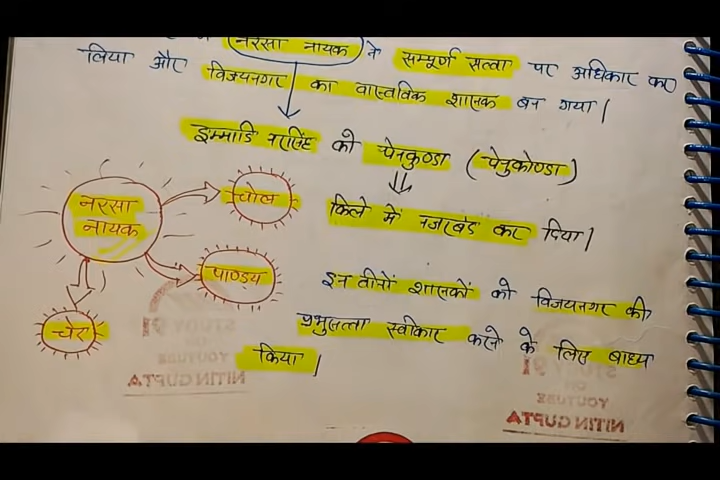 नरसा नायक ने सम्पूर्ण सत्ता पर अधिकार कर
लिया और विजयनगर का वास्तविक शासक बन गया।
इम्माडि नरसिंह को पेनकुण्डा (पेनुकोण्डा)
किले में नजरबंद कर दिया।
नरसा
नायक
चोल
पाण्ड्य
चेर
इन तीनों शासकों को विजयनगर की
प्रभुसत्ता स्वीकार करने के लिए बाध्य
किया।
STUDY 91
YOUTUBE
NITIN GUPTA
STUDY 91
ON
YOUTUBE
NITIN GUPTA